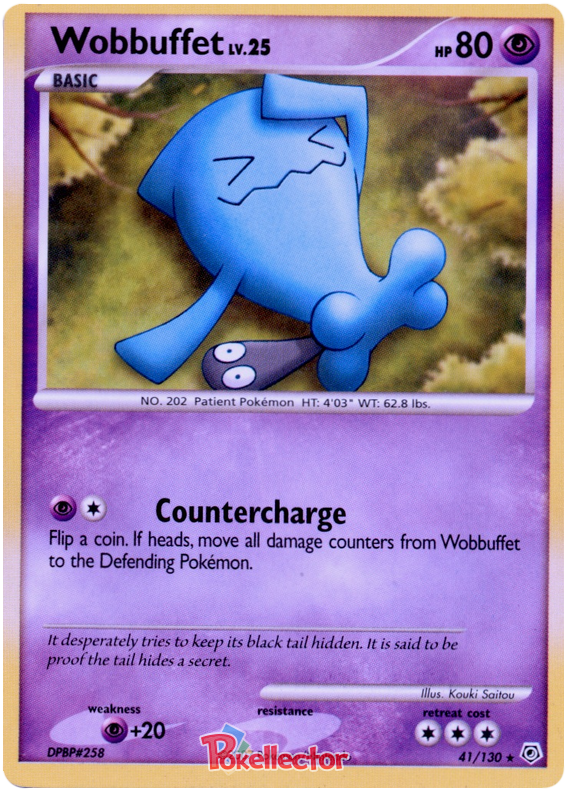 Wobbuffet LV.25
HP 80
BASIC
NO. 202 Patient Pokémon HT: 4'03" WT: 62.8 lbs.
Countercharge
Flip a coin. If heads, move all damage counters from Wobbuffet
to the Defending Pokémon.
It desperately tries to keep its black tail hidden. It is said to be
proof the tail hides a secret.
Illus. Kouki Saitou
weakness
resistance
retreat cost
+20
DPBP#258
Pokellector
41/130 ★